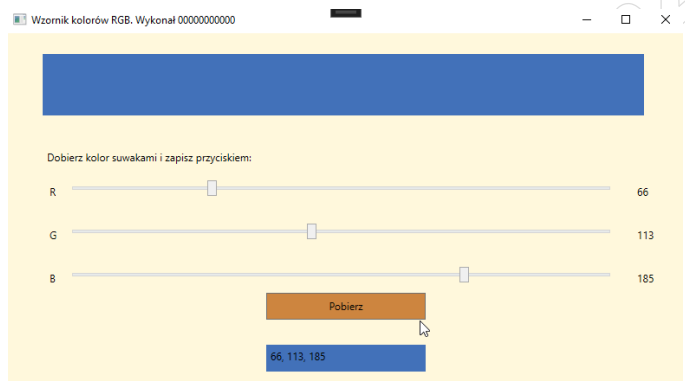 Wzornik kolorów RGB. Wykonał 00000000000
Dobierz kolor suwakami i zapisz przyciskiem:
R 66
G 113
B 185
Pobierz
66, 113, 185